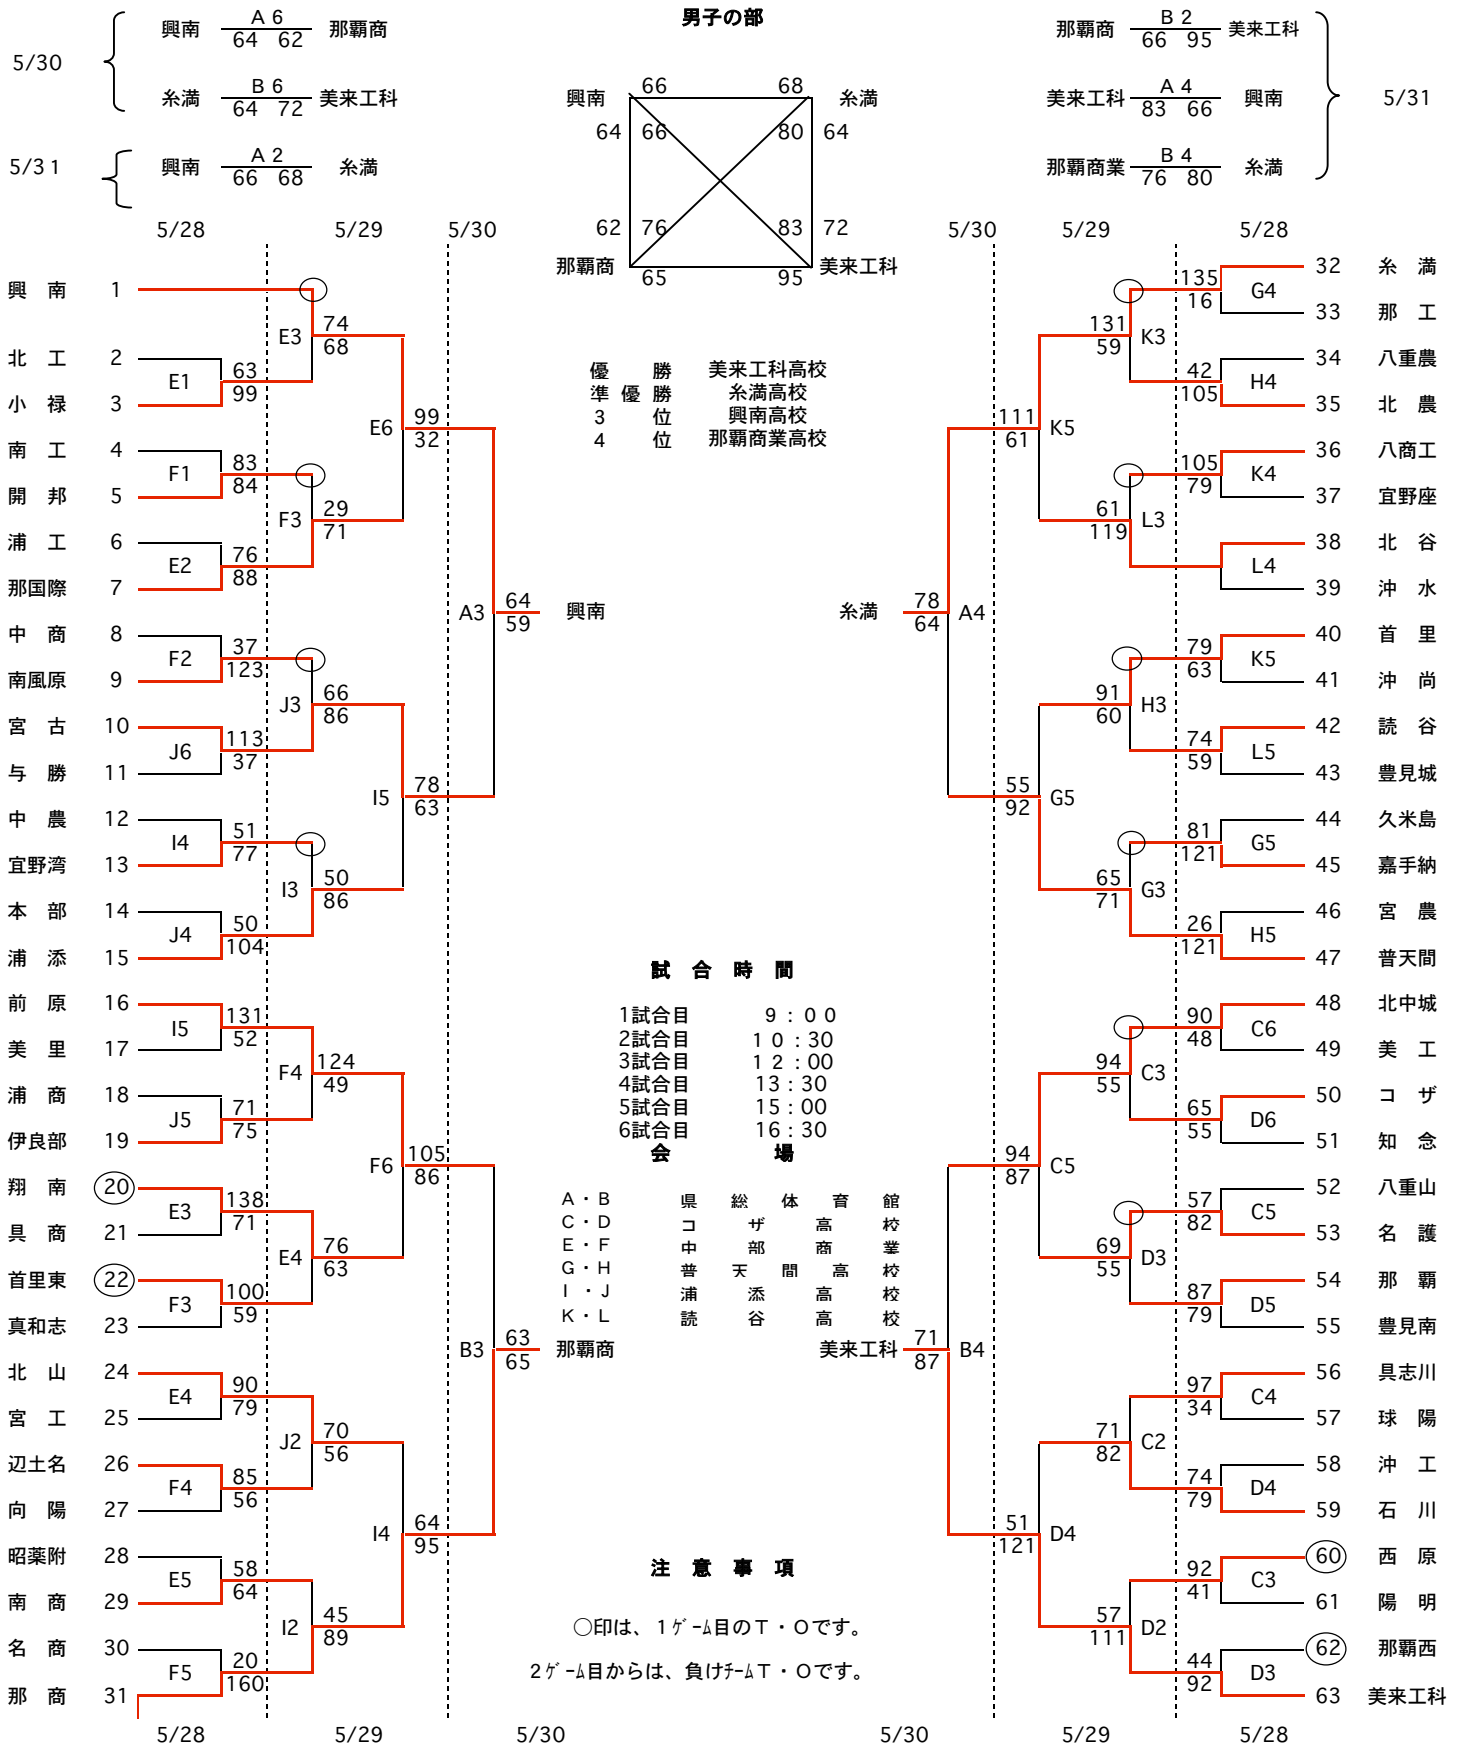 男子の部
5/30
興南 A 6 那覇商
64 62
糸満 B 6 美来工科
64 72
5/31
興南 A 2 糸満
66 68
那覇商 B 2 美来工科
66 95
美来工科 A 4 興南
83 66
5/31
那覇商業 B 4 糸満
76 80
興南 66 68 糸満
64 66 80 64
62 76 83 72
那覇商 65 95 美来工科
5/28 5/29 5/30
興 南 1
北 工 2
小 禄 3
南 工 4
開 邦 5
浦 工 6
那国際 7
中 商 8
南風原 9
宮 古 10
与 勝 11
中 農 12
宜野湾 13
本 部 14
浦 添 15
前 原 16
美 里 17
浦 商 18
伊良部 19
翔 南 20
具 商 21
首里東 22
真和志 23
北 山 24
宮 工 25
辺土名 26
向 陽 27
昭薬附 28
南 商 29
名 商 30
那 商 31
E1 63 99
F1 83 84
E2 76 88
F2 37 123
J6 113 37
I4 51 77
J4 50 104
I5 131 52
J5 71 75
E3 138 71
F3 100 59
E4 90 79
F4 85 56
E5 58 64
F5 20 160
E3 74 68
F3 29 71
J3 66 86
I3 50 86
F4 124 49
E4 76 63
J2 70 56
I2 45 89
E6 99 32
I5 78 63
F6 105 86
I4 64 95
A3 64 59 興南
B3 63 65 那覇商
5/28 5/29 5/30
優 勝 美来工科高校
準 優 勝 糸満高校
3 位 興南高校
4 位 那覇商業高校
試 合 時 間
1試合目 9：0 0
2試合目 1 0：30
3試合目 1 2：00
4試合目 13：30
5試合目 15：00
6試合目 16：30
会 場
A・B 県 総 体 育 館
C・D コ ザ 高 校
E・F 中 部 商 業
G・H 普 天 間 高 校
I・J 浦 添 高 校
K・L 読 谷 高 校
注 意 事 項
○印は、1ｹﾞｰﾑ目のT・Oです。
2ｹﾞｰﾑ目からは、負けﾁｰﾑT・Oです。
5/30 5/29 5/28
32 糸 満
33 那 工
34 八重農
35 北 農
36 八商工
37 宜野座
38 北 谷
39 沖 水
40 首 里
41 沖 尚
42 読 谷
43 豊見城
44 久米島
45 嘉手納
46 宮 農
47 普天間
48 北中城
49 美 工
50 コ ザ
51 知 念
52 八重山
53 名 護
54 那 覇
55 豊見南
56 具志川
57 球 陽
58 沖 工
59 石 川
60 西 原
61 陽 明
62 那覇西
63 美来工科
135 16 G4
42 105 H4
105 79 K4
L4
79 63 K5
74 59 L5
81 121 G5
26 121 H5
90 48 C6
65 55 D6
57 82 C5
87 79 D5
97 34 C4
74 79 D4
92 41 C3
44 92 D3
131 59 K3
61 119 L3
91 60 H3
65 71 G3
94 55 C3
69 55 D3
71 82 C2
57 111 D2
111 61 K5
55 92 G5
94 87 C5
51 121 D4
糸満 78 64 A4
美来工科 71 87 B4
5/30 5/29 5/28